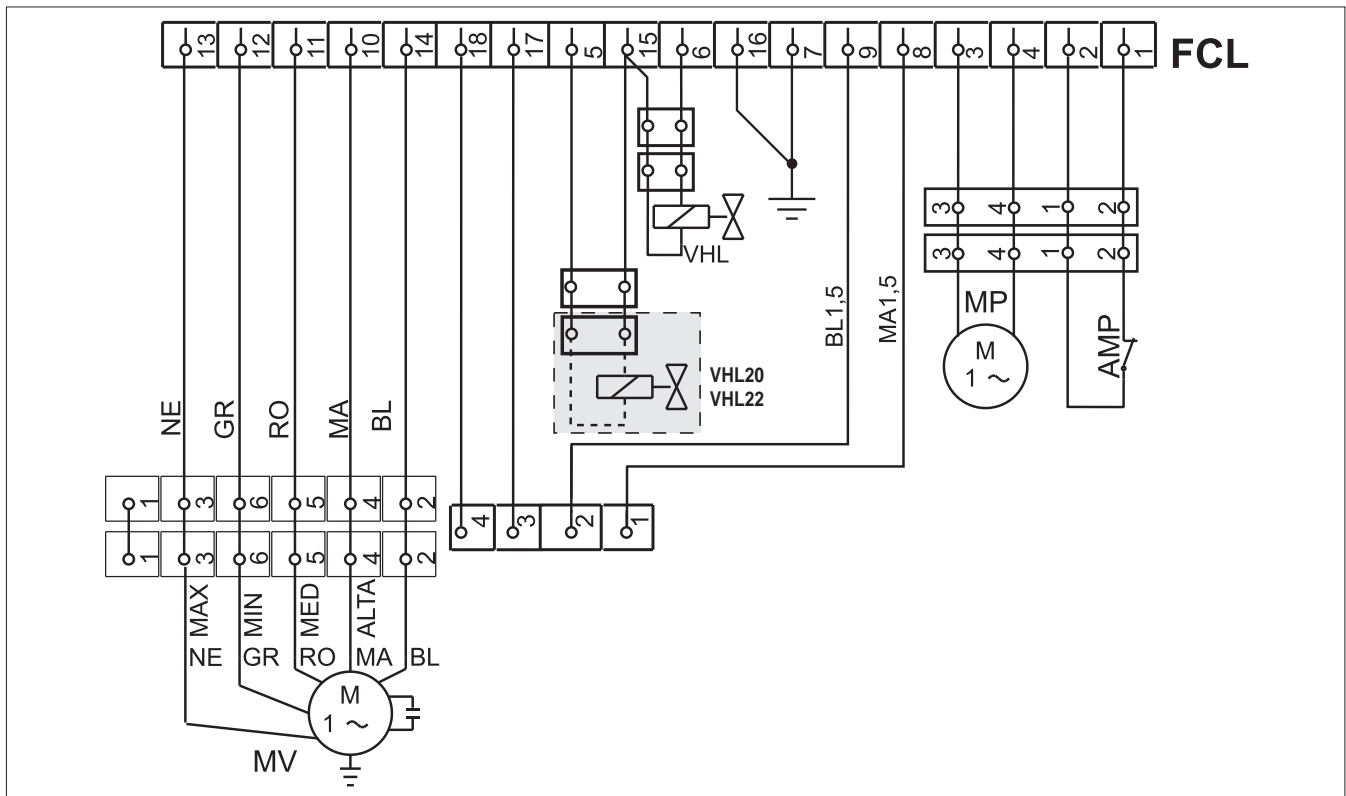 13 12 11 10 14 18 17 5 15 6 16 7 9 8 3 4 2 1 FCL
3 4 1 2
VHL
3 4 1 2
BL1,5 MA1,5
MP
M
1 ~
AMP
VHL20
VHL22
NE GR RO MA BL
1 3 6 5 4 2
4 3 2 1
1 3 6 5 4 2
MAX MIN MED ALTA
NE GR RO MA BL
M
1 ~
MV